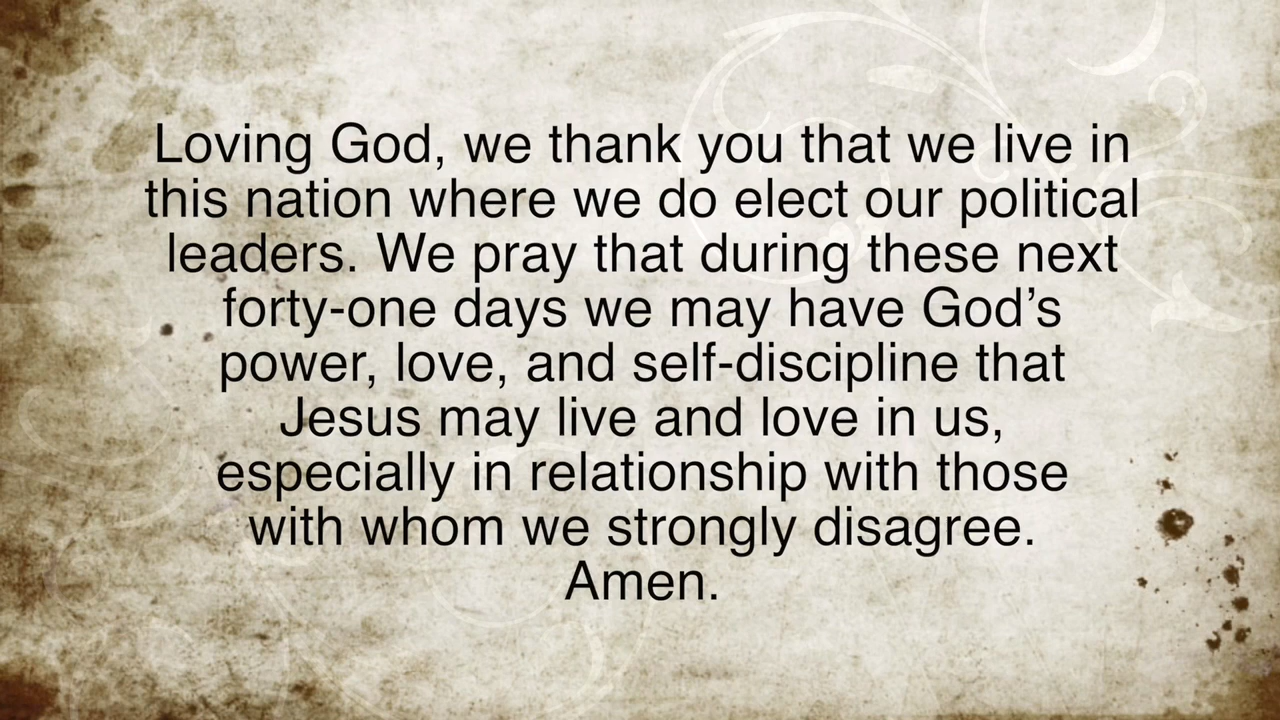 Loving God, we thank you that we live in
this nation where we do elect our political
leaders. We pray that during these next
forty-one days we may have God’s
power, love, and self-discipline that
Jesus may live and love in us,
especially in relationship with those
with whom we strongly disagree.
Amen.